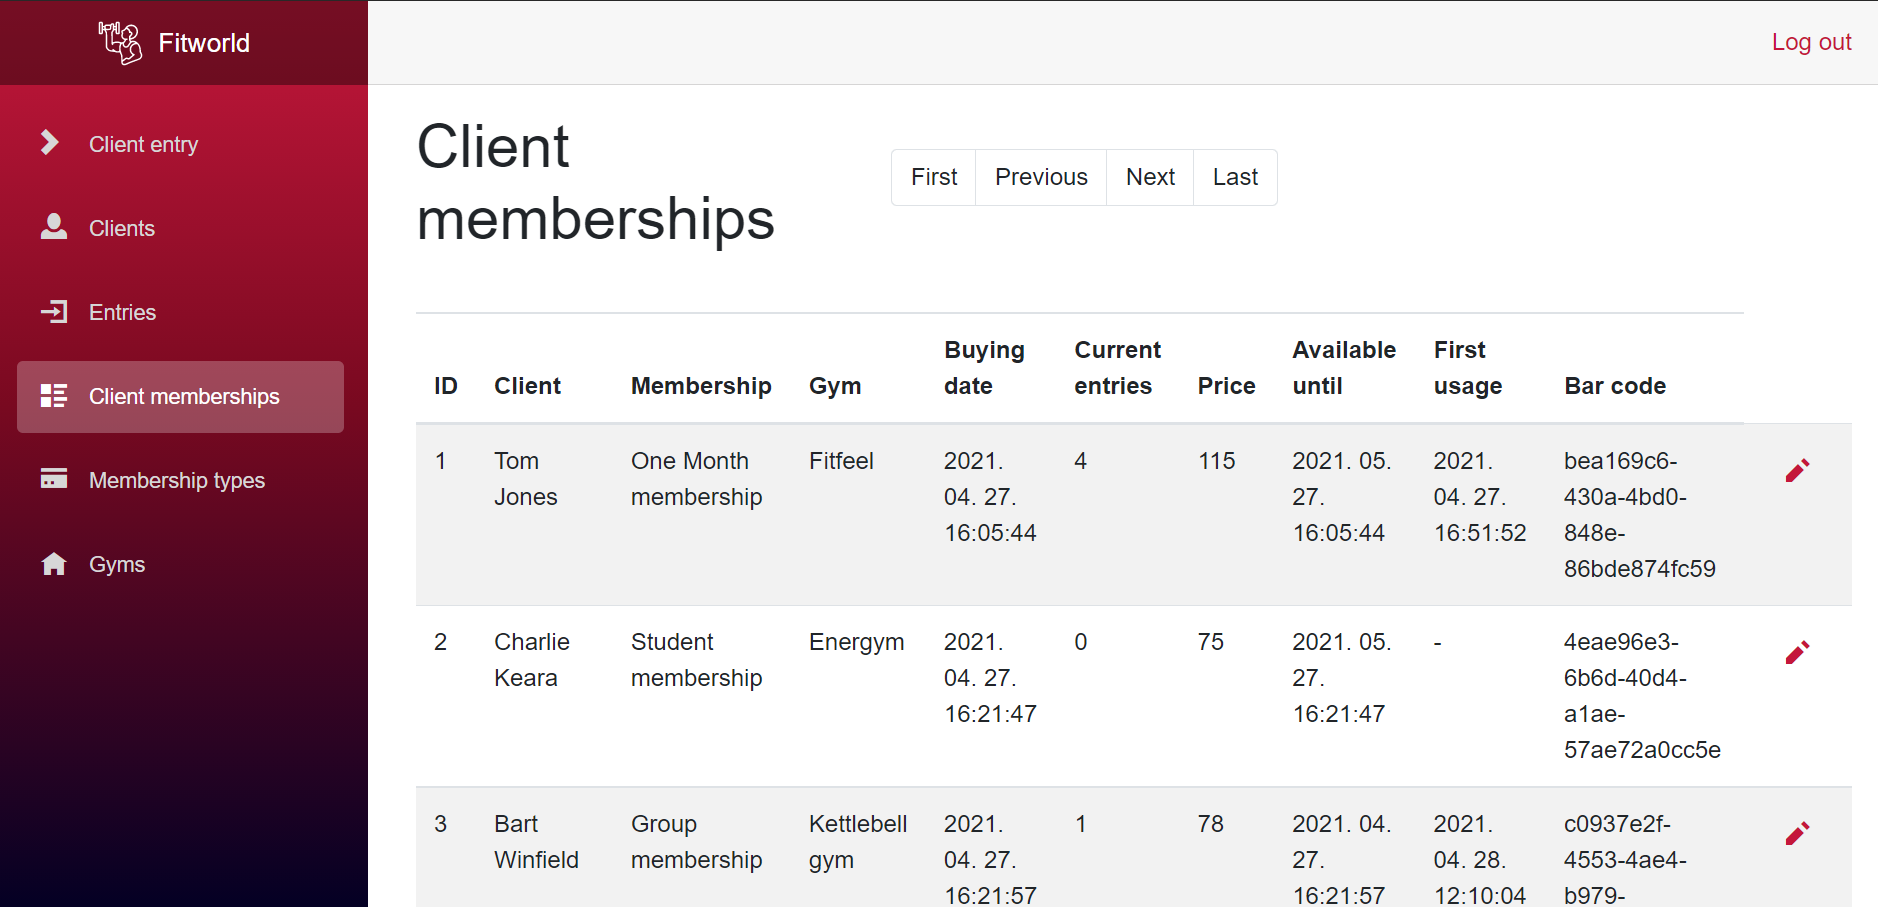 Fitworld
Log out
Client entry
Clients
Entries
Client memberships
Membership types
Gyms
Client
memberships
First Previous Next Last
ID Client Membership Gym Buying date Current entries Price Available until First usage Bar code
1 Tom Jones One Month membership Fitfeel 2021. 04. 27. 16:05:44 4 115 2021. 05. 27. 16:05:44 2021. 04. 27. 16:51:52 bea169c6-430a-4bd0-848e-86bde874fc59
2 Charlie Keara Student membership Energym 2021. 04. 27. 16:21:47 0 75 2021. 05. 27. 16:21:47 - 4eae96e3-6b6d-40d4-a1ae-57ae72a0cc5e
3 Bart Winfield Group membership Kettlebell gym 2021. 04. 27. 16:21:57 1 78 2021. 04. 27. 16:21:57 2021. 04. 28. 12:10:04 c0937e2f-4553-4ae4-b979-